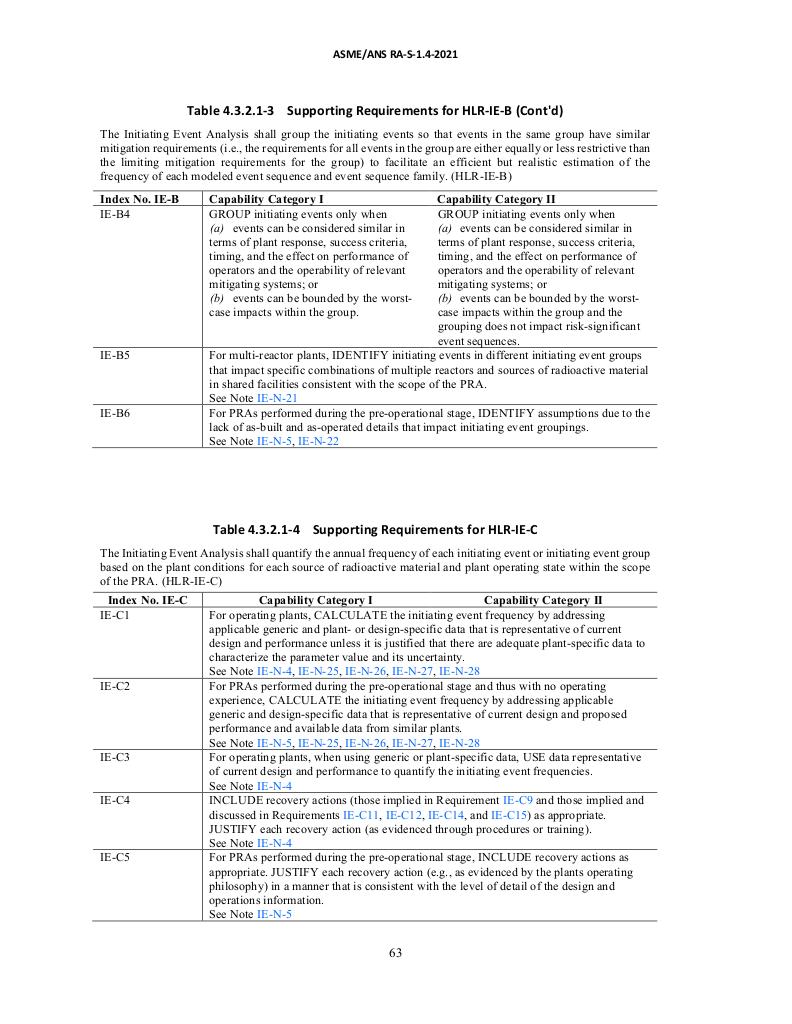 ASME/ANS RA-S-1.4-2021
Table 4.3.2.1-3 Supporting Requirements for HLR-IE-B (Cont'd)
The Initiating Event Analysis shall group the initiating events so that events in the same group have similar
mitigation requirements (i.e., the requirements for all events in the group are either equally or less restrictive than
the limiting mitigation requirements for the group) to facilitate an efficient but realistic estimation of the
frequency of each modeled event sequence and event sequence family. (HLR-IE-B)
Index No. IE-B Capability Category I Capability Category II
IE-B4
GROUP initiating events only when
(a) events can be considered similar in
terms of plant response, success criteria,
timing, and the effect on performance of
operators and the operability of relevant
mitigating systems; or
(b) events can be bounded by the worst-
case impacts within the group.
GROUP initiating events only when
(a) events can be considered similar in
terms of plant response, success criteria,
timing, and the effect on performance of
operators and the operability of relevant
mitigating systems; or
(b) events can be bounded by the worst-
case impacts within the group and the
grouping does not impact risk-significant
event sequences.
IE-B5 For multi-reactor plants, IDENTIFY initiating events in different initiating event groups
that impact specific combinations of multiple reactors and sources of radioactive material
in shared facilities consistent with the scope of the PRA.
See Note IE-N-21
IE-B6 For PRAs performed during the pre-operational stage, IDENTIFY assumptions due to the
lack of as-built and as-operated details that impact initiating event groupings.
See Note IE-N-5, IE-N-22
Table 4.3.2.1-4 Supporting Requirements for HLR-IE-C
The Initiating Event Analysis shall quantify the annual frequency of each initiating event or initiating event group
based on the plant conditions for each source of radioactive material and plant operating state within the scope
of the PRA. (HLR-IE-C)
Index No. IE-C Capability Category I Capability Category II
IE-C1 For operating plants, CALCULATE the initiating event frequency by addressing
applicable generic and plant- or design-specific data that is representative of current
design and performance unless it is justified that there are adequate plant-specific data to
characterize the parameter value and its uncertainty.
See Note IE-N-4, IE-N-25, IE-N-26, IE-N-27, IE-N-28
IE-C2 For PRAs performed during the pre-operational stage and thus with no operating
experience, CALCULATE the initiating event frequency by addressing applicable
generic and design-specific data that is representative of current design and proposed
performance and available data from similar plants.
See Note IE-N-5, IE-N-25, IE-N-26, IE-N-27, IE-N-28
IE-C3 For operating plants, when using generic or plant-specific data, USE data representative
of current design and performance to quantify the initiating event frequencies.
See Note IE-N-4
IE-C4 INCLUDE recovery actions (those implied in Requirement IE-C9 and those implied and
discussed in Requirements IE-C11, IE-C12, IE-C14, and IE-C15) as appropriate.
JUSTIFY each recovery action (as evidenced through procedures or training).
See Note IE-N-4
IE-C5 For PRAs performed during the pre-operational stage, INCLUDE recovery actions as
appropriate. JUSTIFY each recovery action (e.g., as evidenced by the plants operating
philosophy) in a manner that is consistent with the level of detail of the design and
operations information.
See Note IE-N-5
63